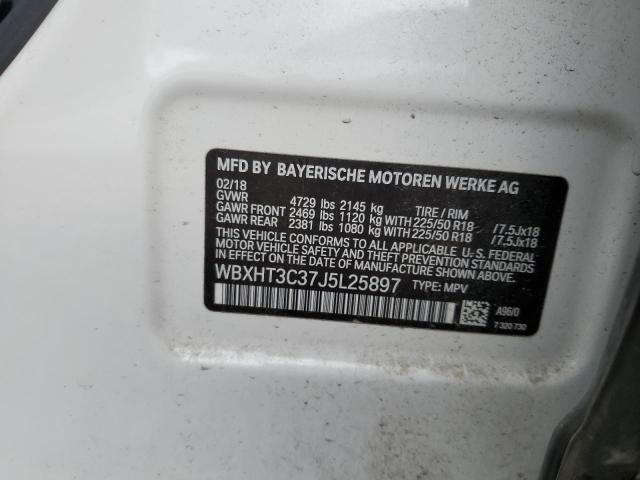 MFD BY BAYERISCHE MOTOREN WERKE AG
02/18
GVWR 4729 lbs 2145 kg TIRE / RIM
GAWR FRONT 2469 lbs 1120 kg WITH 225/50 R18 / 7.5Jx18
GAWR REAR 2381 lbs 1080 kg WITH 225/50 R18 / 7.5Jx18
THIS VEHICLE CONFORMS TO ALL APPLICABLE U. S. FEDERAL
MOTOR VEHICLE SAFETY, BUMPER AND THEFT PREVENTION
STANDARDS IN EFFECT ON THE DATE OF MANUFACTURE SHOWN ABOVE.
WBXHT3C37J5L25897 TYPE: MPV
A96/0
7 320 730